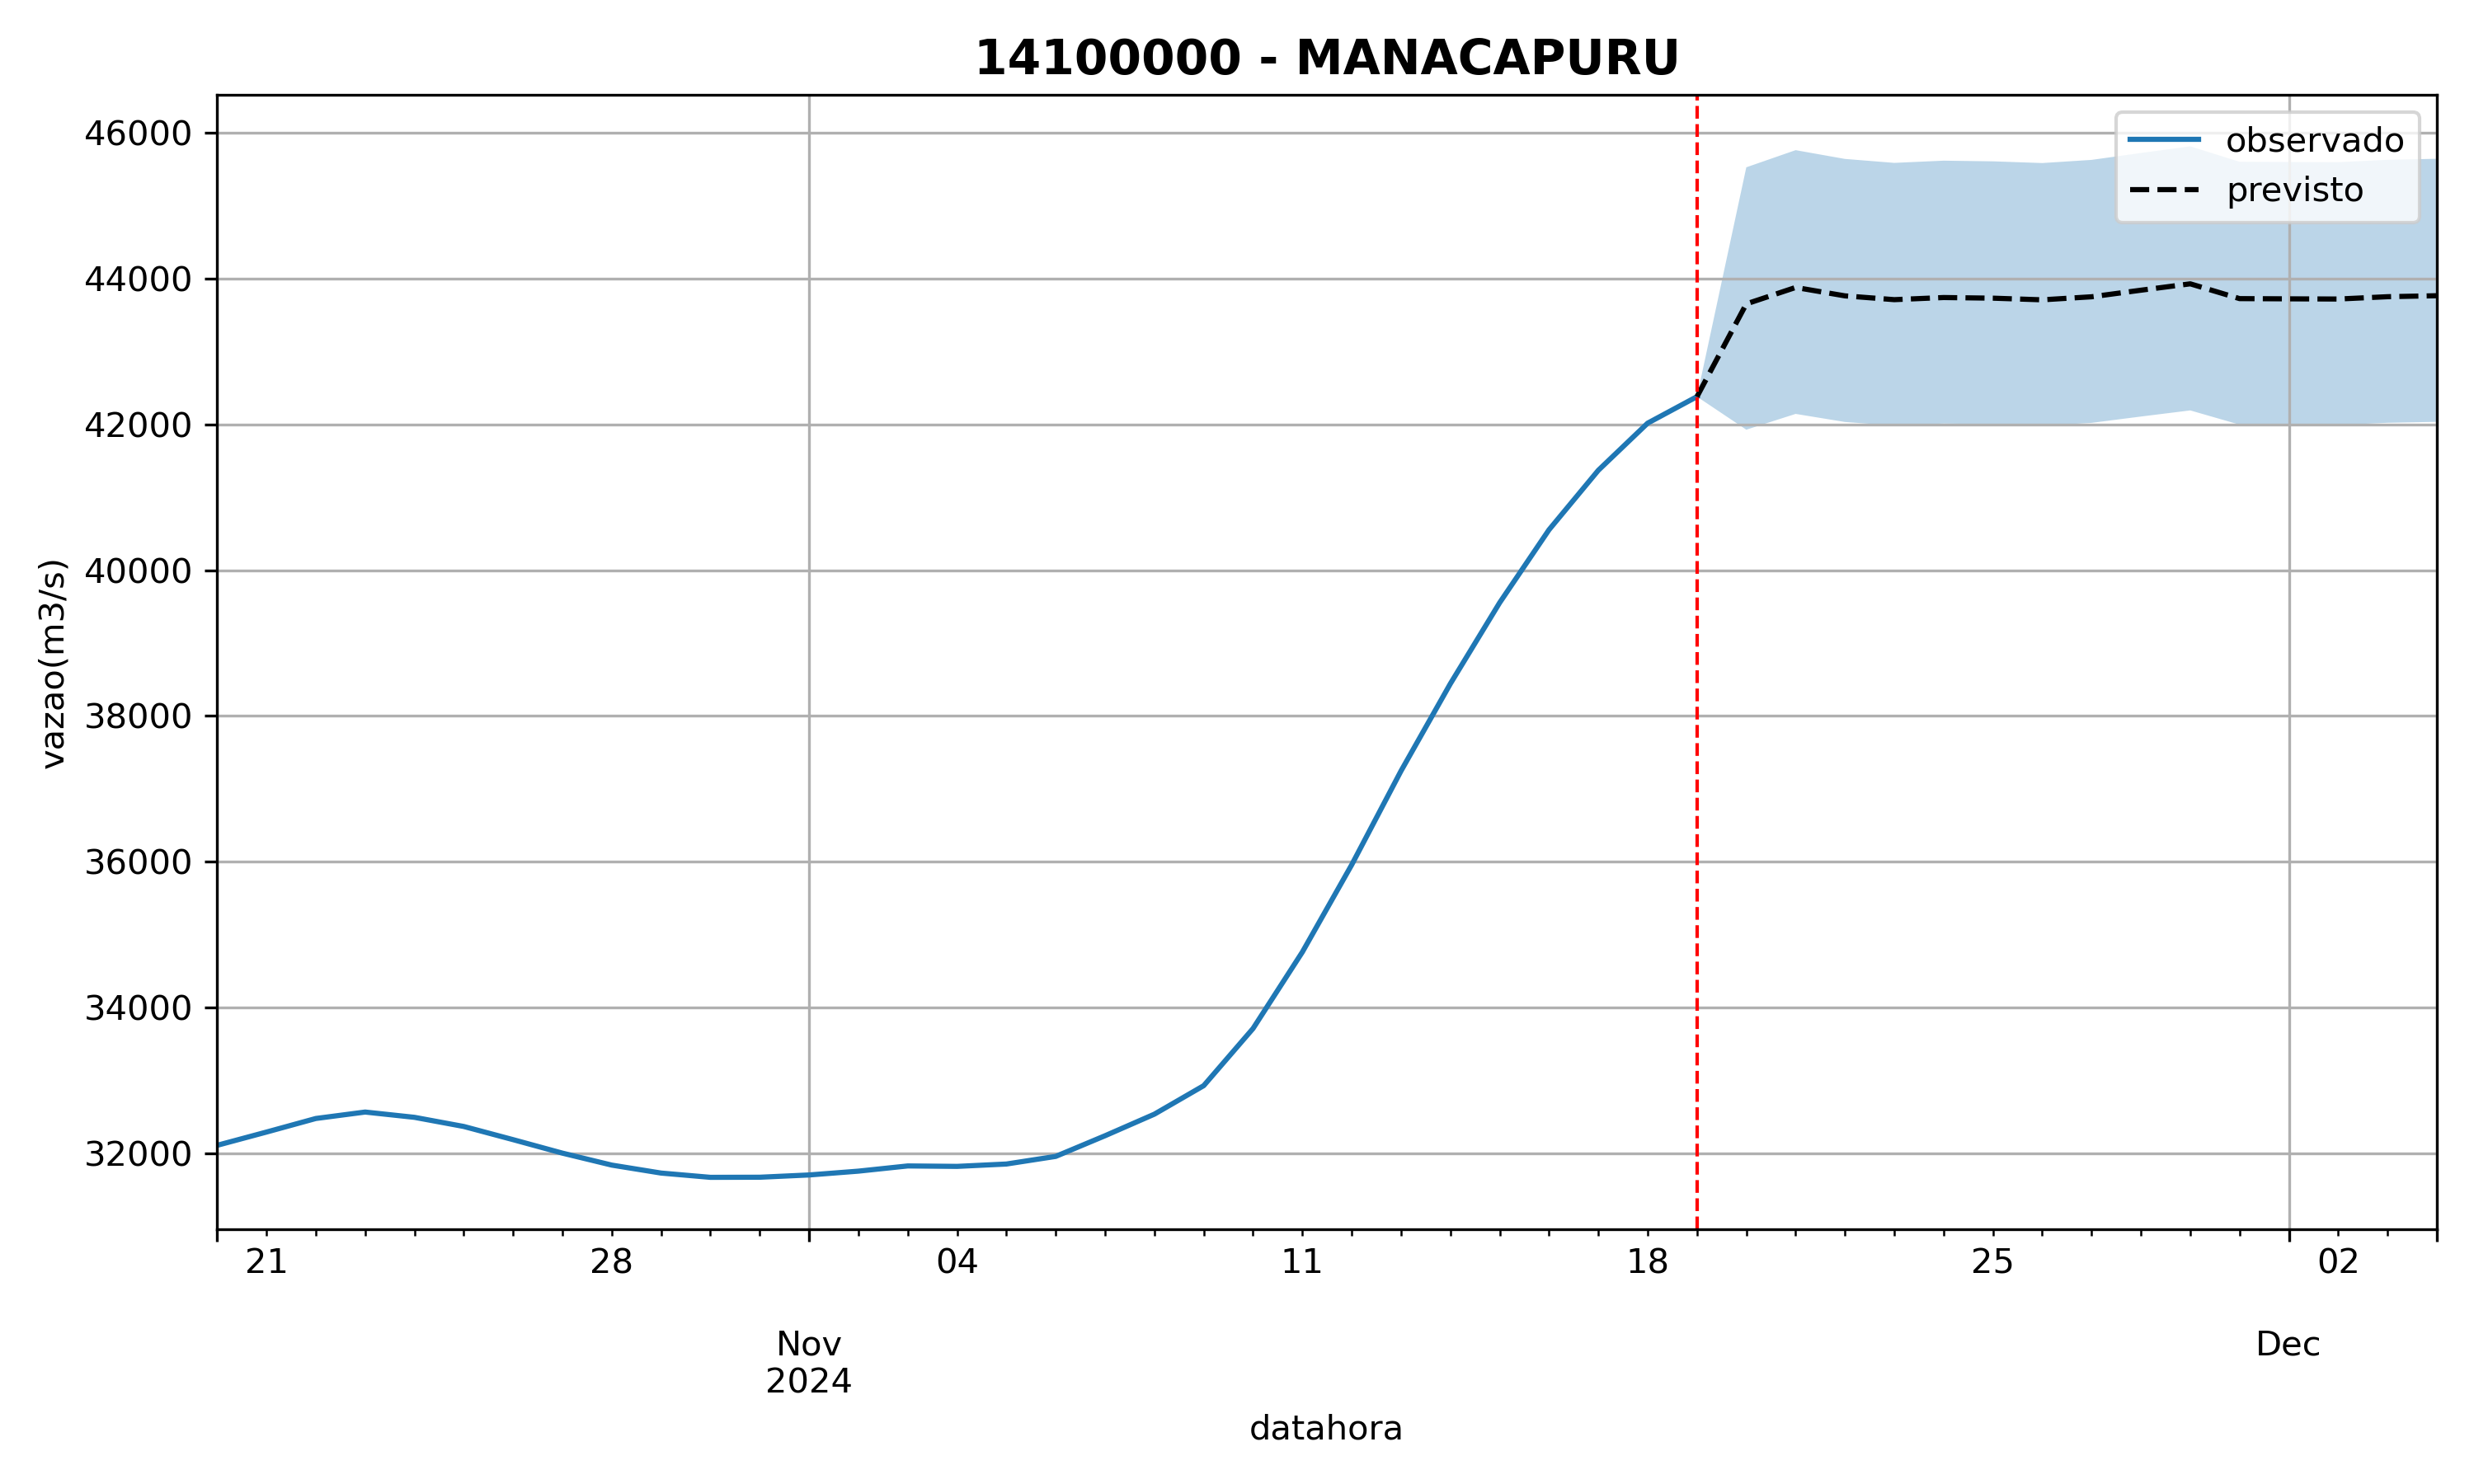 14100000 - MANACAPURU
46000
44000
42000
40000
38000
36000
34000
32000
vazao(m3/s)
observado
previsto
21 28 04 11 18 25 02
Nov Dec
2024
datahora